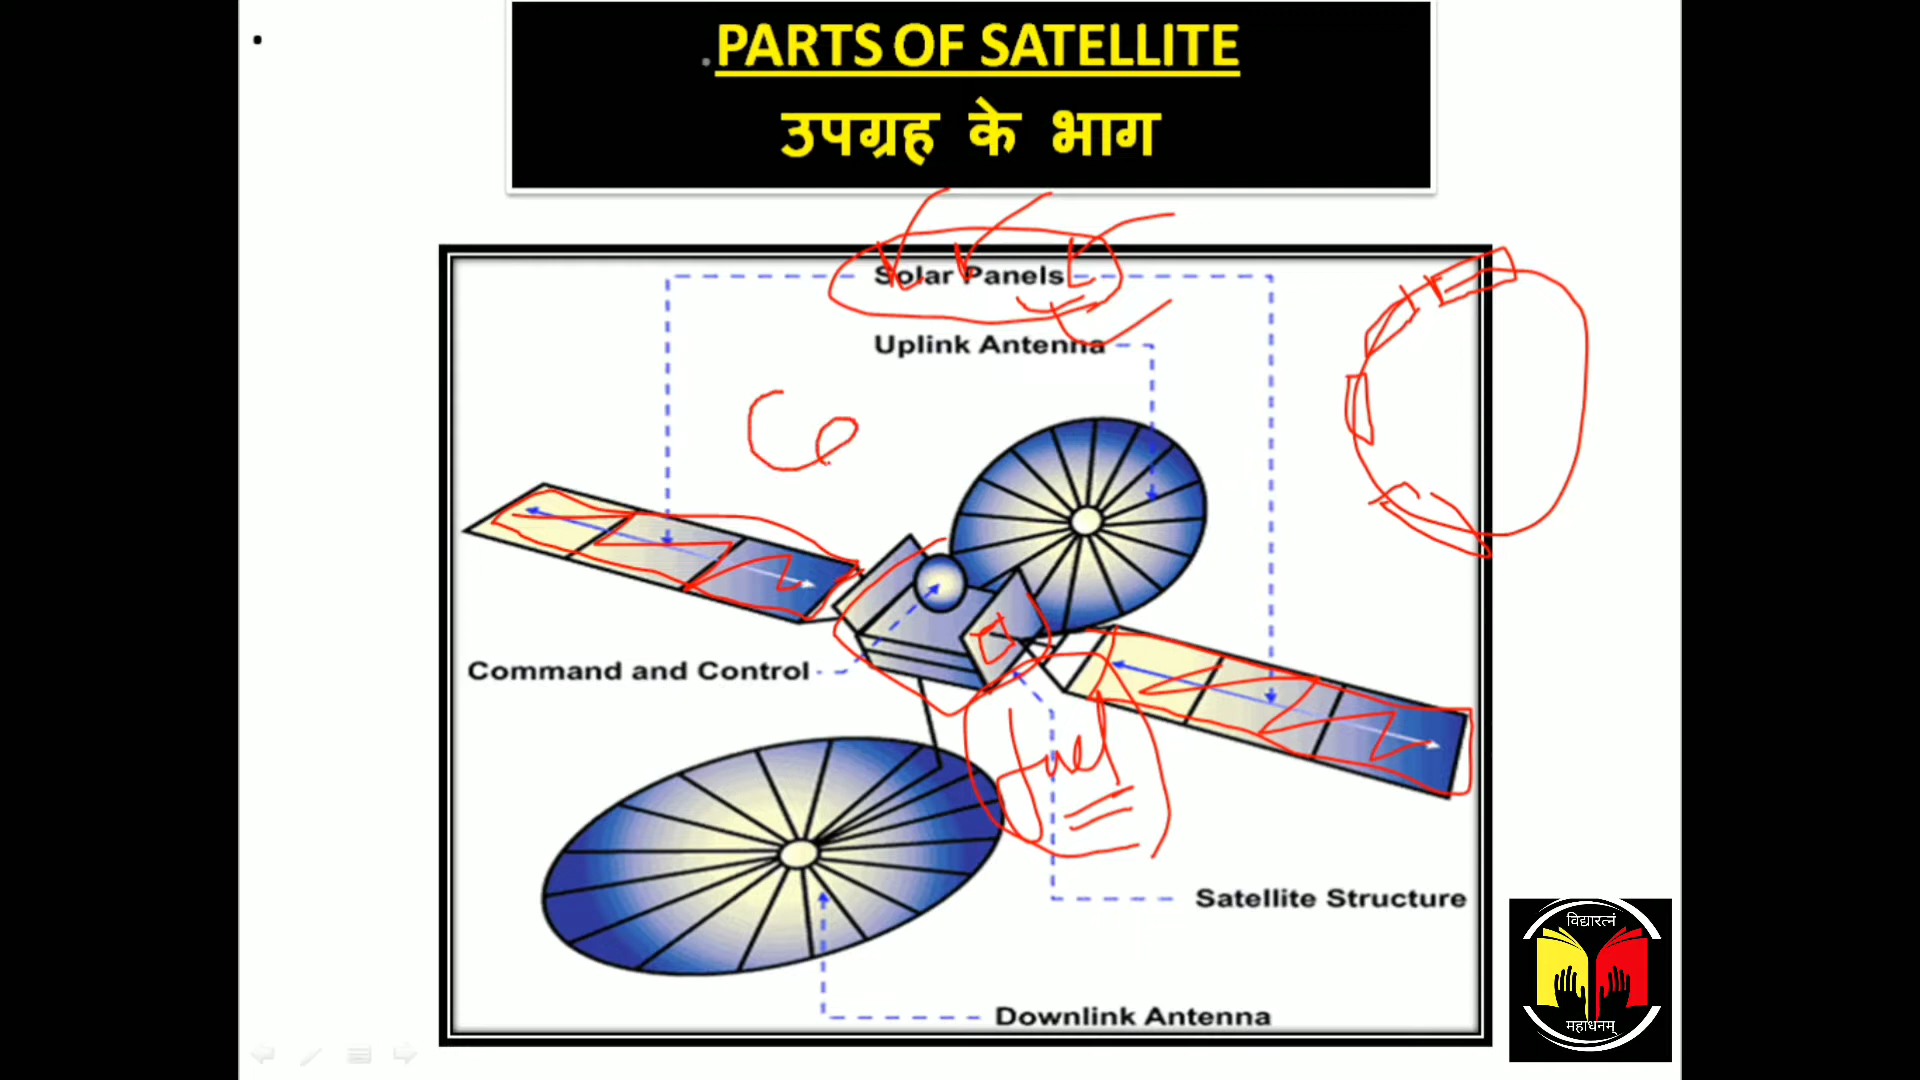 .PARTS OF SATELLITE
उपग्रह के भाग
Solar Panels
Uplink Antenna
Command and Control
fuel
Satellite Structure
Downlink Antenna
विद्यारत्नं
महाधनम्